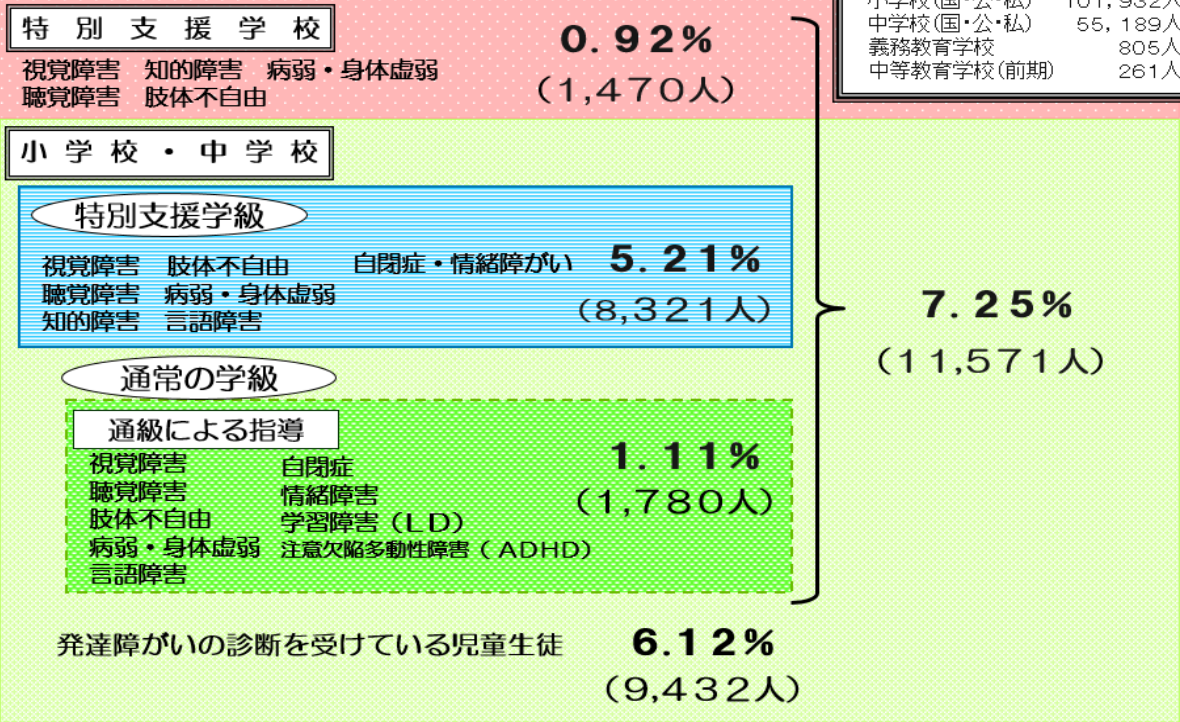 小学校(国・公・私) 101,932人
中学校(国・公・私) 55,189人
義務教育学校 805人
中等教育学校(前期) 261人
特別支援学校
0.92%
視覚障害 知的障害 病弱・身体虚弱
聴覚障害 肢体不自由
(1,470人)
小学校・中学校
特別支援学級
視覚障害 肢体不自由 自閉症・情緒障がい 5.21%
聴覚障害 病弱・身体虚弱
知的障害 言語障害
(8,321人)
7.25%
(11,571人)
通常の学級
通級による指導
視覚障害 自閉症
聴覚障害 情緒障害
肢体不自由 学習障害(LD)
病弱・身体虚弱 注意欠陥多動性障害(ADHD)
言語障害
1.11%
(1,780人)
発達障がいの診断を受けている児童生徒 6.12%
(9,432人)